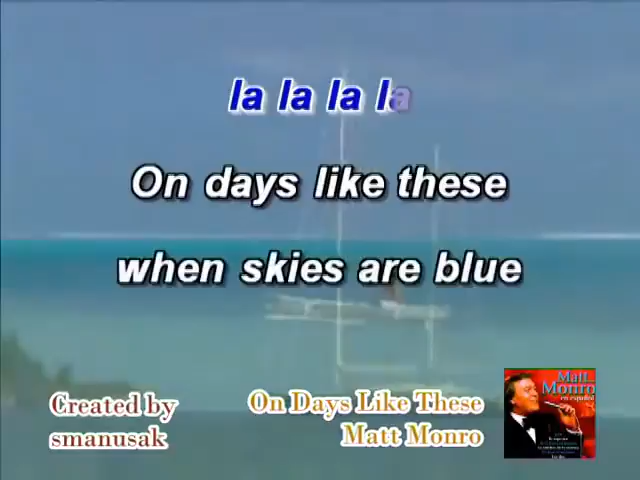 la la la la
On days like these
when skies are blue
Created by
smanusak
On Days Like These
Matt Monro
Matt
Monro
en español